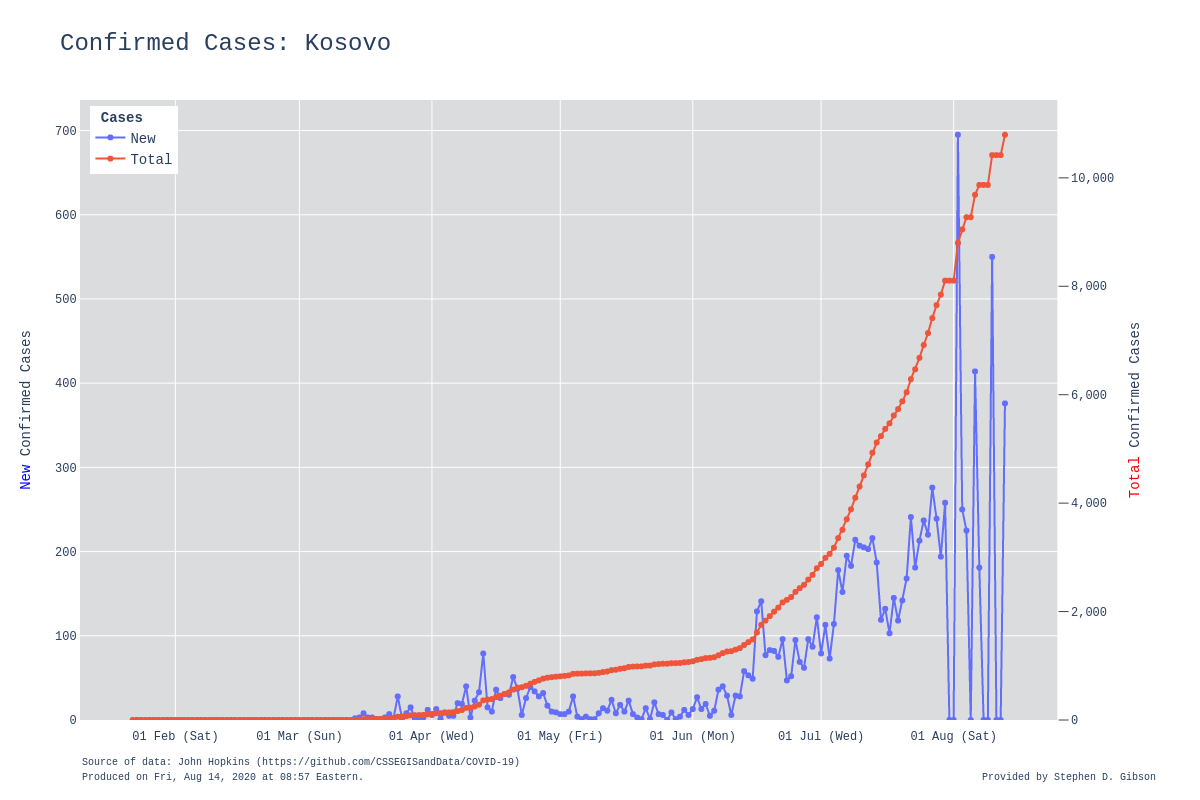 Confirmed Cases: Kosovo
Cases
New
Total
700
600
500
400
300
200
100
0
10,000
8,000
6,000
4,000
2,000
0
New Confirmed Cases
Total Confirmed Cases
01 Feb (Sat)
01 Mar (Sun)
01 Apr (Wed)
01 May (Fri)
01 Jun (Mon)
01 Jul (Wed)
01 Aug (Sat)
Source of data: John Hopkins (https://github.com/CSSEGISandData/COVID-19)
Produced on Fri, Aug 14, 2020 at 08:57 Eastern.
Provided by Stephen D. Gibson